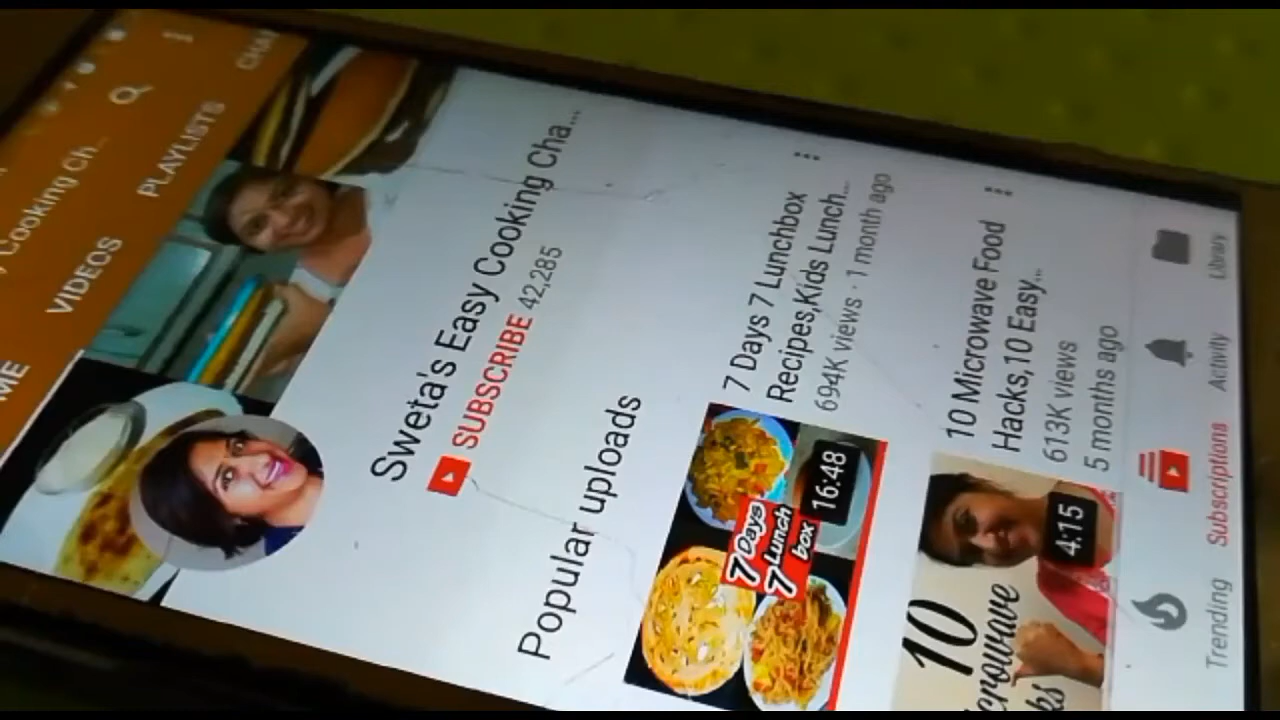 Cooking Ch...
VIDEOS
PLAYLISTS
Sweta's Easy Cooking Cha...
SUBSCRIBE 42,285
Popular uploads
7 Days 7 Lunchbox
Recipes,Kids Lunch...
694K views · 1 month ago
7 Days
7 Lunch
box
16:48
10 Microwave Food
Hacks,10 Easy...
613K views
5 months ago
10
4:15
Trending
Subscriptions
Activity
Library